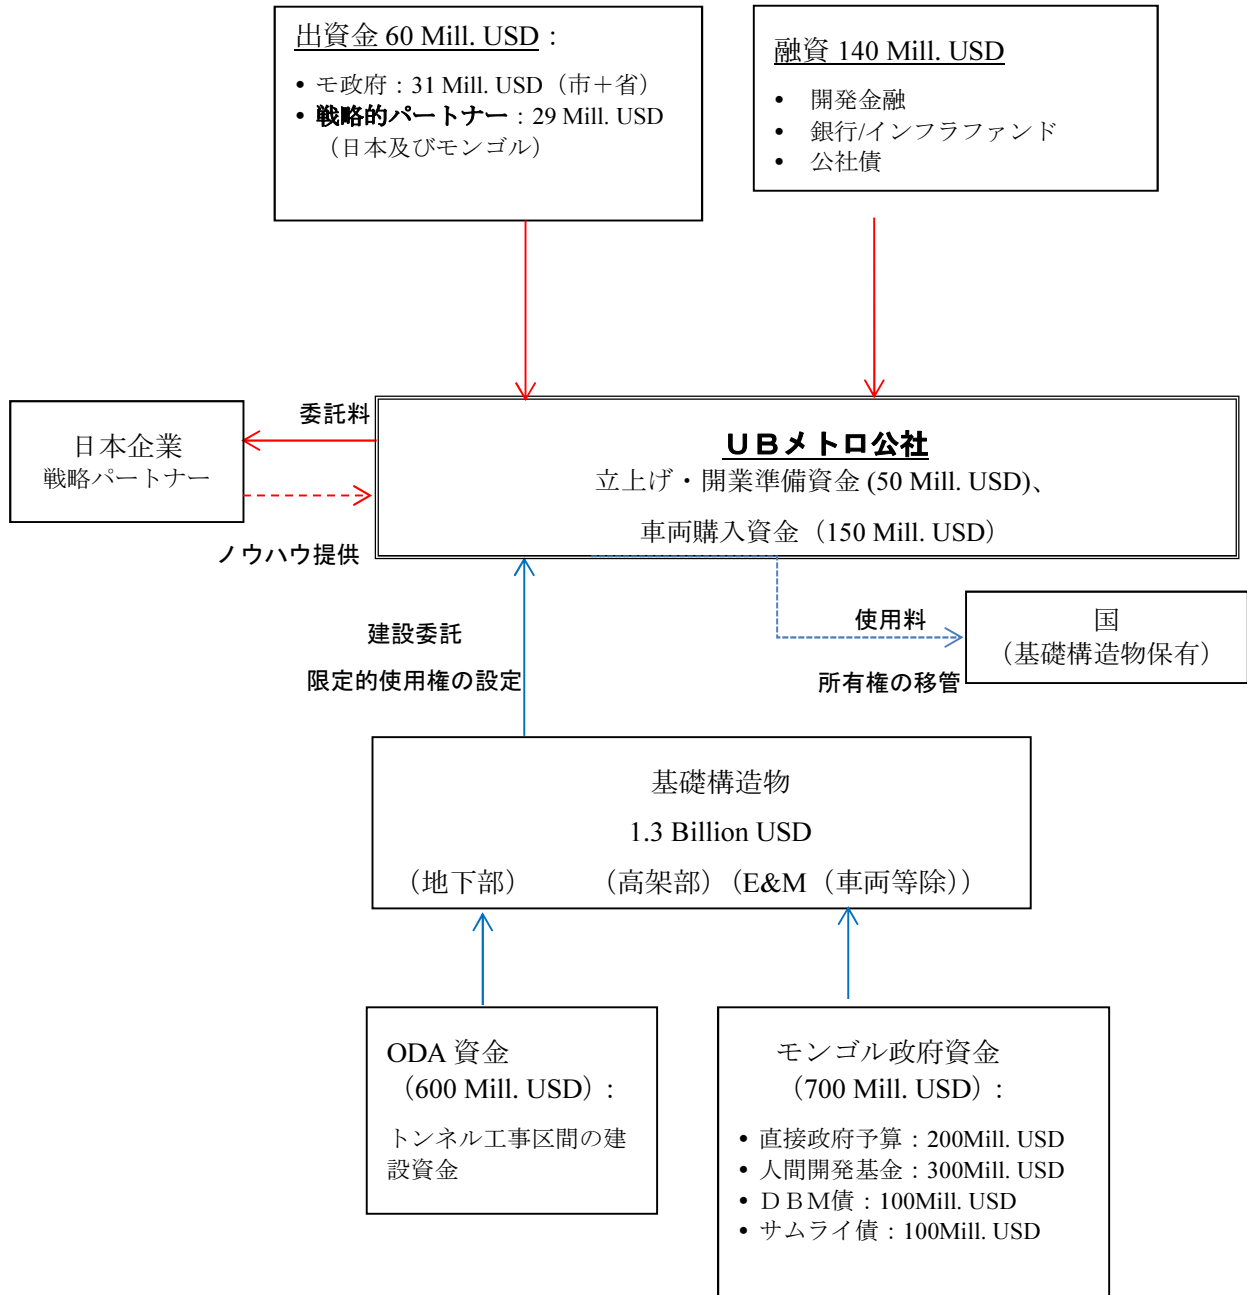 出資金 60 Mill. USD：
• モ政府：31 Mill. USD（市＋省）
• 戦略的パートナー：29 Mill. USD
（日本及びモンゴル）
融資 140 Mill. USD
• 開発金融
• 銀行/インフラファンド
• 公社債
日本企業
戦略パートナー
委託料
ノウハウ提供
ＵＢメトロ公社
立上げ・開業準備資金 (50 Mill. USD)、
車両購入資金（150 Mill. USD）
建設委託
限定的使用権の設定
使用料
所有権の移管
国
（基礎構造物保有）
基礎構造物
1.3 Billion USD
（地下部）　（高架部）（E&M（車両等除））
ODA 資金
（600 Mill. USD）：
トンネル工事区間の建
設資金
モンゴル政府資金
（700 Mill. USD）：
• 直接政府予算：200Mill. USD
• 人間開発基金：300Mill. USD
• ＤＢＭ債：100Mill. USD
• サムライ債：100Mill. USD